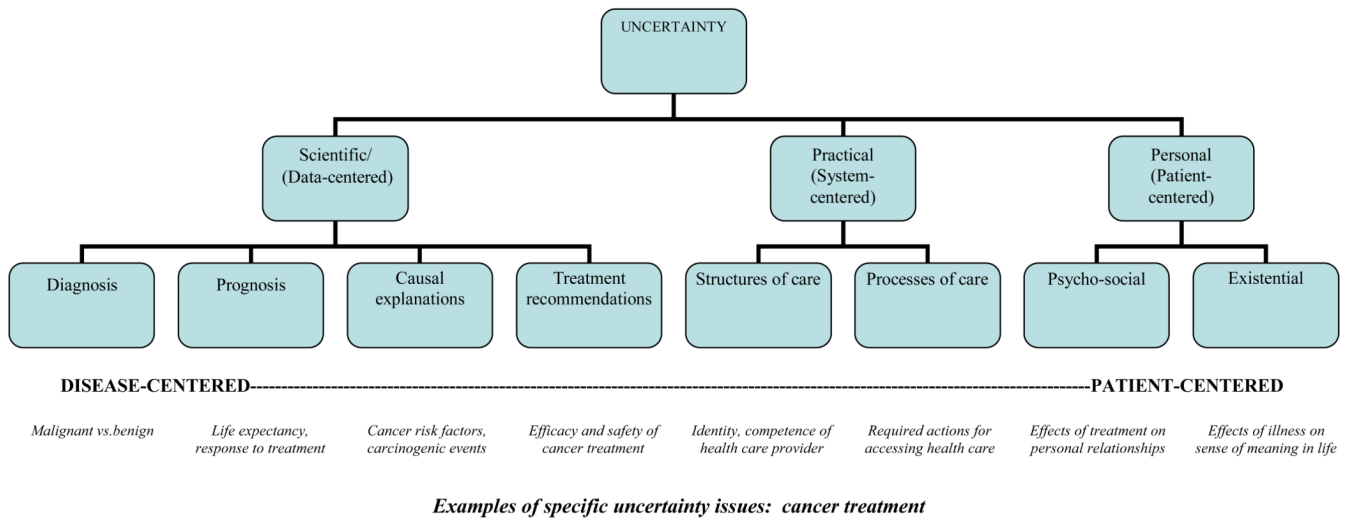 UNCERTAINTY
Scientific/
(Data-centered)
Practical
(System-
centered)
Personal
(Patient-
centered)
Diagnosis
Prognosis
Causal
explanations
Treatment
recommendations
Structures of care
Processes of care
Psycho-social
Existential
DISEASE-CENTERED-----------------------------------------------------------------------------------------------------------------------------------------PATIENT-CENTERED
Malignant vs.benign
Life expectancy,
response to treatment
Cancer risk factors,
carcinogenic events
Efficacy and safety of
cancer treatment
Identity, competence of
health care provider
Required actions for
accessing health care
Effects of treatment on
personal relationships
Effects of illness on
sense of meaning in life
Examples of specific uncertainty issues:  cancer treatment